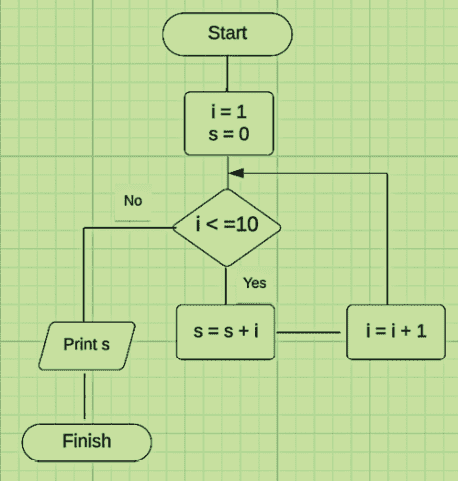 Start
i = 1
s = 0
No
i < =10
Yes
s = s + i
i = i + 1
Print s
Finish